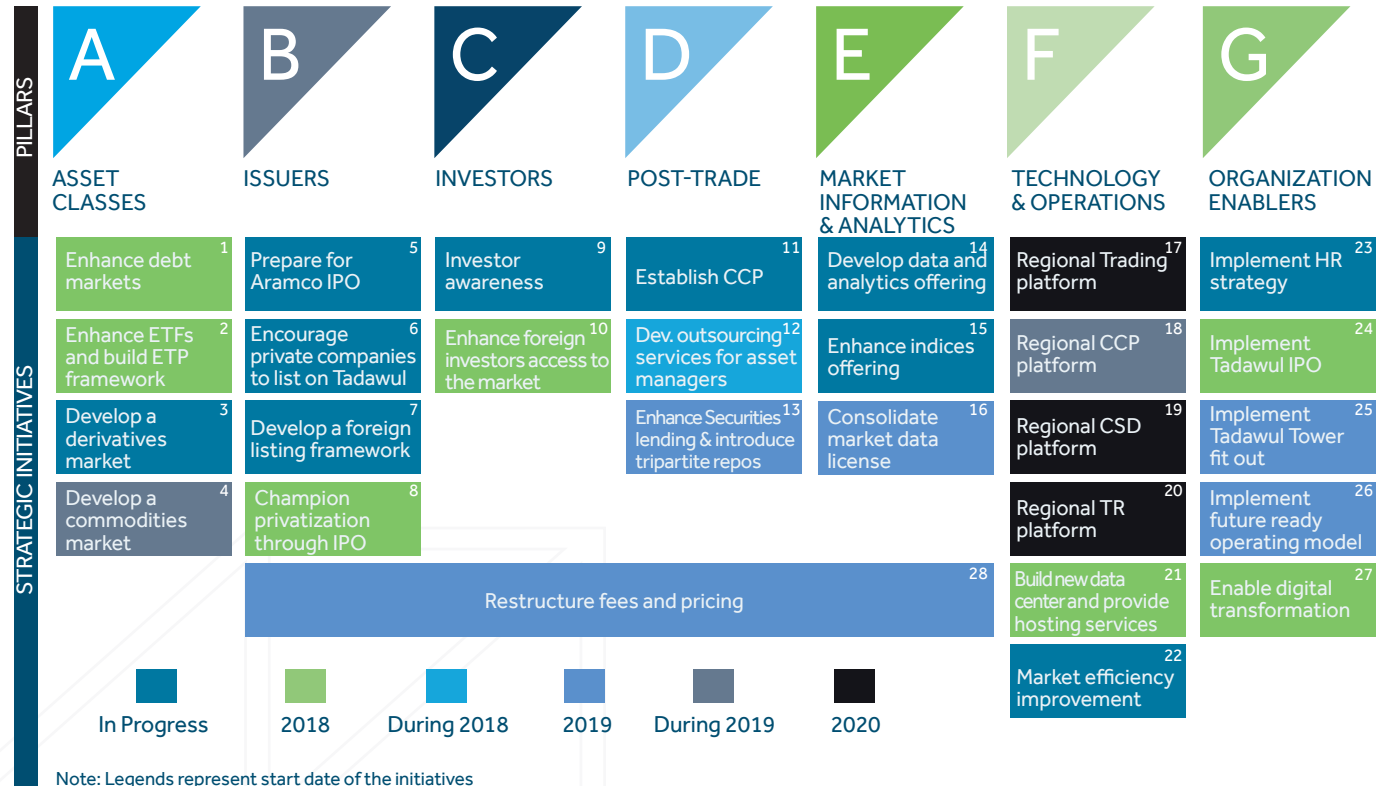 PILLARS
A
B
C
D
E
F
G
ASSET
CLASSES
ISSUERS
INVESTORS
POST-TRADE
MARKET
INFORMATION
& ANALYTICS
TECHNOLOGY
& OPERATIONS
ORGANIZATION
ENABLERS
STRATEGIC INITIATIVES
1
Enhance debt
markets
2
Enhance ETFs
and build ETP
framework
3
Develop a
derivatives
market
4
Develop a
commodities
market
5
Prepare for
Aramco IPO
6
Encourage
private companies
to list on Tadawul
7
Develop a foreign
listing framework
8
Champion
privatization
through IPO
9
Investor
awareness
10
Enhance foreign
investors access to
the market
11
Establish CCP
12
Dev. outsourcing
services for asset
managers
13
Enhance Securities
lending & introduce
tripartite repos
14
Develop data and
analytics offering
15
Enhance indices
offering
16
Consolidate
market data
license
17
Regional Trading
platform
18
Regional CCP
platform
19
Regional CSD
platform
20
Regional TR
platform
21
Build new data
center and provide
hosting services
22
Market efficiency
improvement
23
Implement HR
strategy
24
Implement
Tadawul IPO
25
Implement
Tadawul Tower
fit out
26
Implement
future ready
operating model
27
Enable digital
transformation
28
Restructure fees and pricing
In Progress
2018
During 2018
2019
During 2019
2020
Note: Legends represent start date of the initiatives